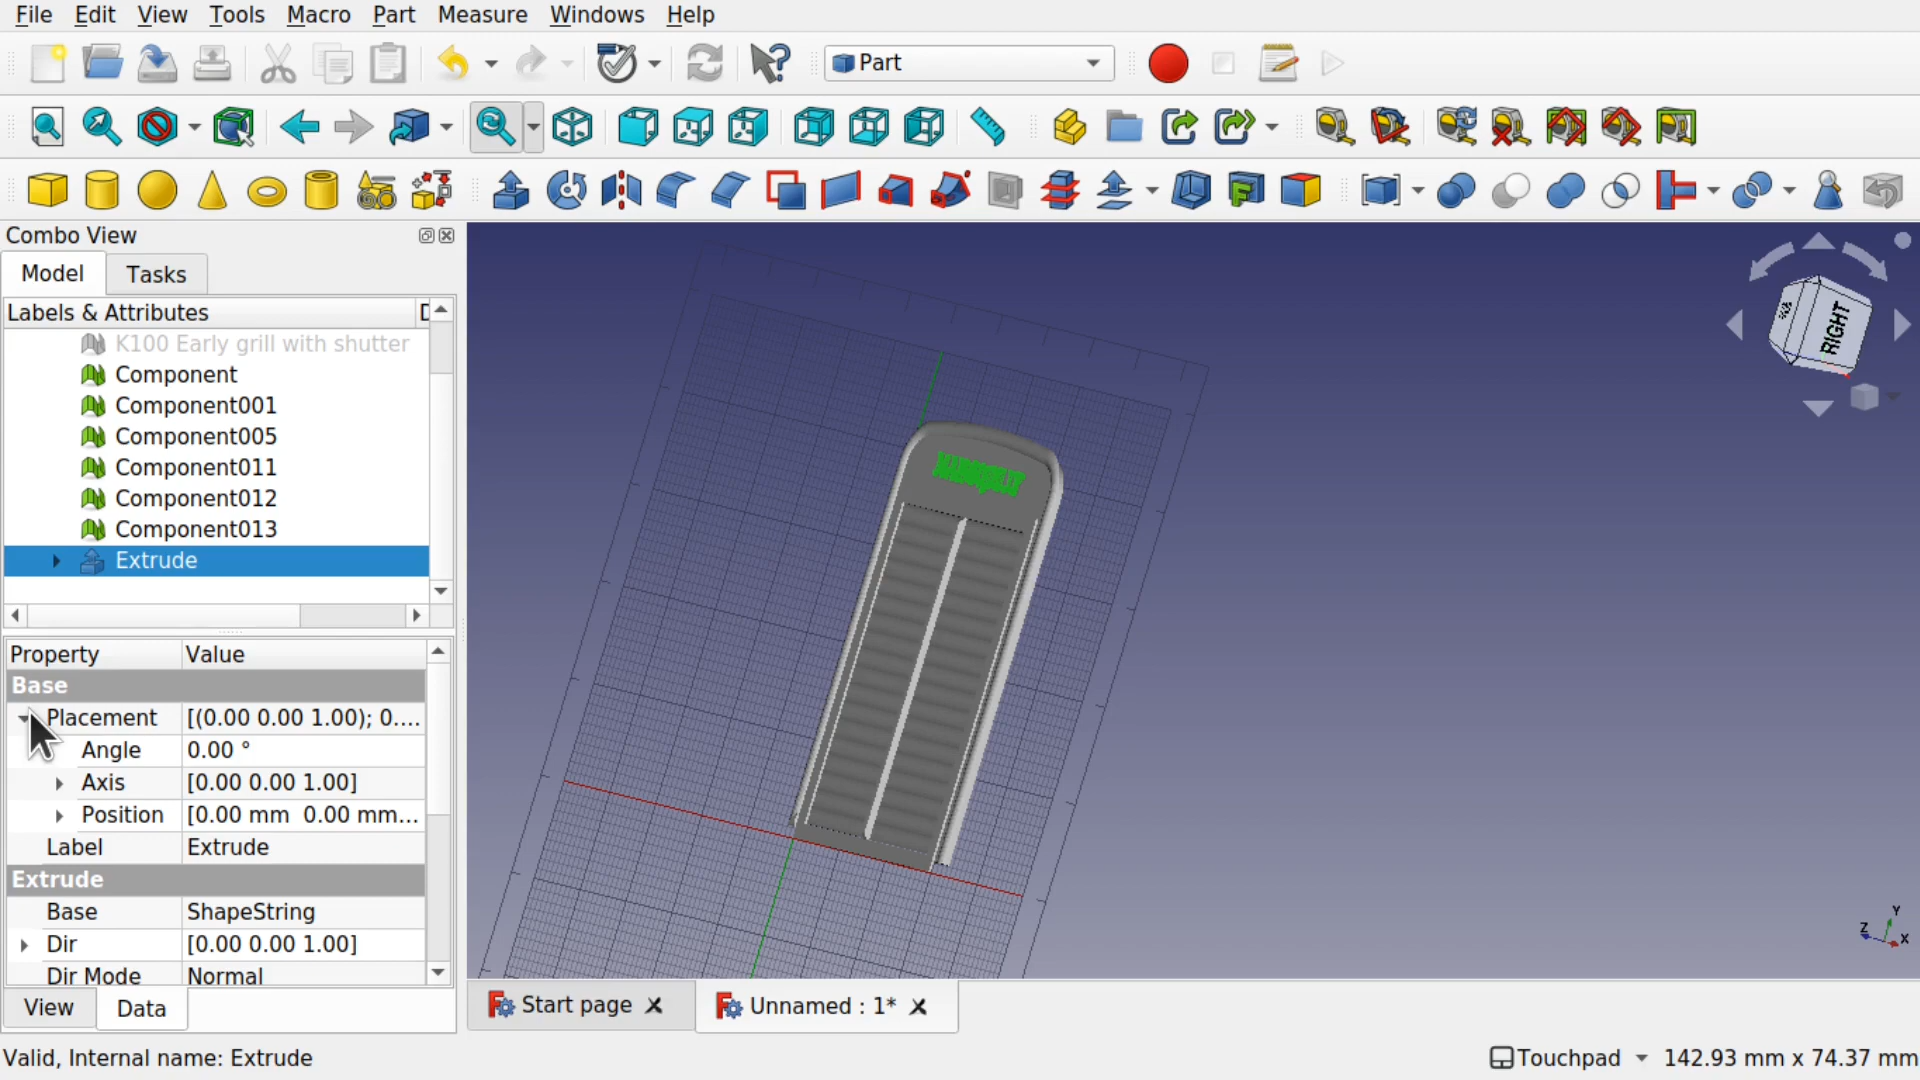 File Edit View Tools Macro Part Measure Windows Help
Part
Combo View
Model Tasks
Labels & Attributes
K100 Early grill with shutter
Component
Component001
Component005
Component011
Component012
Component013
Extrude
RIGHT
Property Value
Base
Placement [(0.00 0.00 1.00); 0....
Angle 0.00 °
Axis [0.00 0.00 1.00]
Position [0.00 mm 0.00 mm...
Label Extrude
Extrude
Base ShapeString
Dir [0.00 0.00 1.00]
Dir Mode Normal
Y
Z
X
View Data
Start page Unnamed : 1*
Valid, Internal name: Extrude
Touchpad 142.93 mm x 74.37 mm